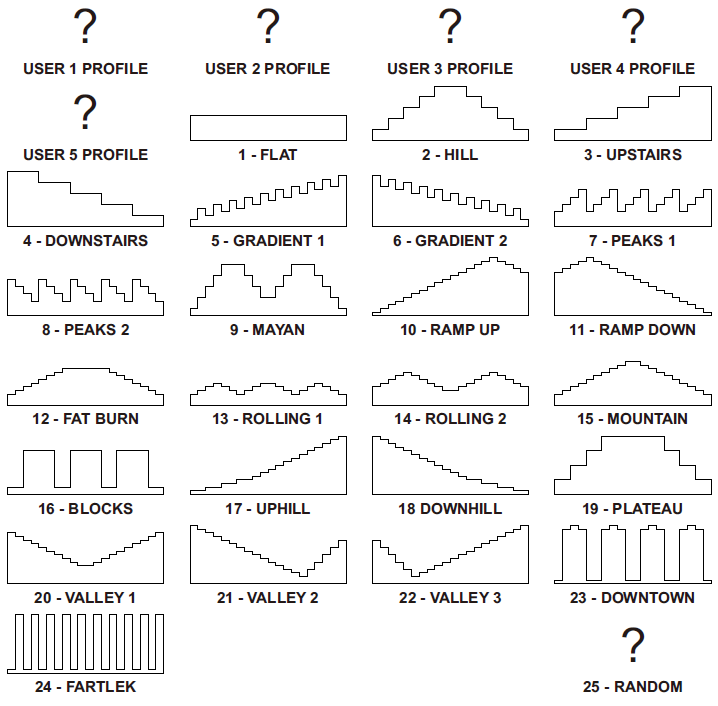 ?
?
?
?
USER 1 PROFILE
USER 2 PROFILE
USER 3 PROFILE
USER 4 PROFILE
?
USER 5 PROFILE
1 - FLAT
2 - HILL
3 - UPSTAIRS
4 - DOWNSTAIRS
5 - GRADIENT 1
6 - GRADIENT 2
7 - PEAKS 1
8 - PEAKS 2
9 - MAYAN
10 - RAMP UP
11 - RAMP DOWN
12 - FAT BURN
13 - ROLLING 1
14 - ROLLING 2
15 - MOUNTAIN
16 - BLOCKS
17 - UPHILL
18 DOWNHILL
19 - PLATEAU
20 - VALLEY 1
21 - VALLEY 2
22 - VALLEY 3
23 - DOWNTOWN
24 - FARTLEK
?
25 - RANDOM